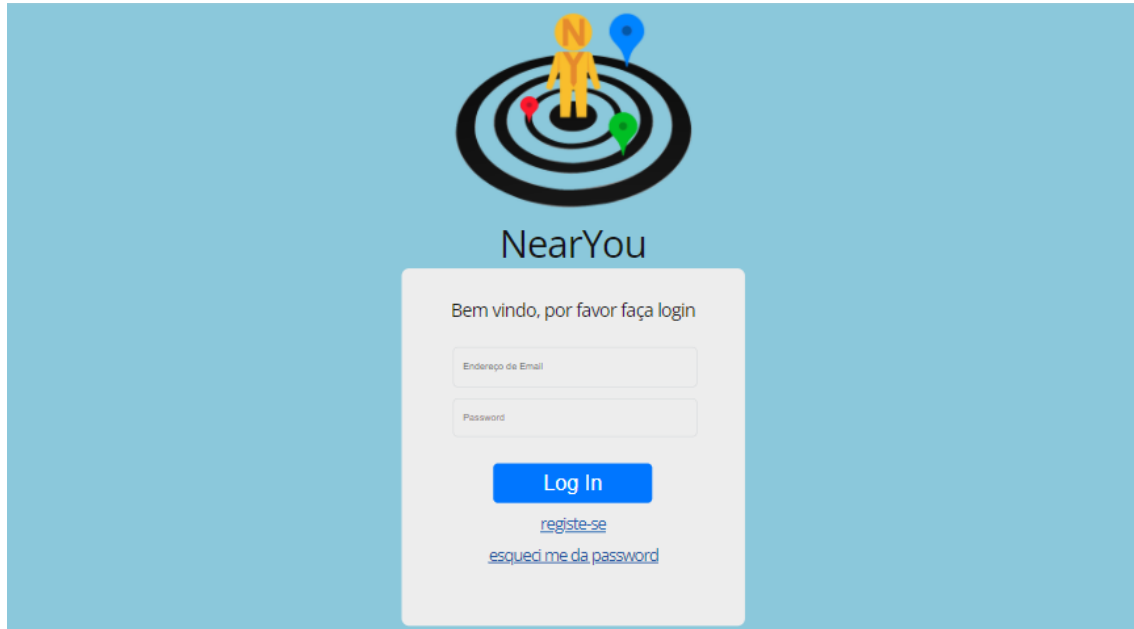 NY
NearYou
Bem vindo, por favor faça login
Endereço de Email
Password
Log In
registe-se
esqueci me da password